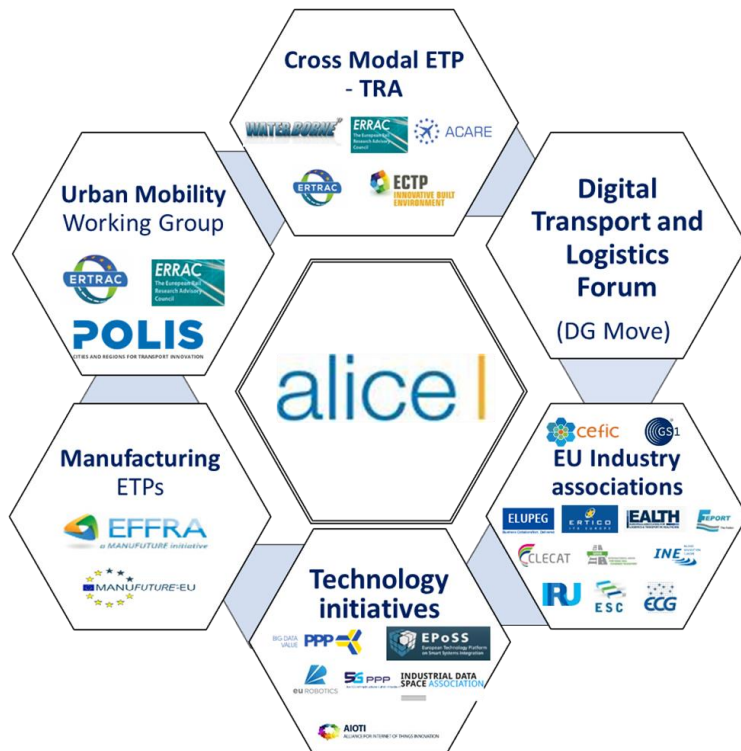 Cross Modal ETP
- TRA
WATERBORNE
ERRAC
The European Rail
Research Advisory
Council
ACARE
ERTRAC
ECTP
INNOVATIVE BUILT
ENVIRONMENT
Urban Mobility
Working Group
ERTRAC
ERRAC
The European Rail
Research Advisory
Council
POLIS
CITIES AND REGIONS FOR TRANSPORT INNOVATION
Digital
Transport and
Logistics
Forum
(DG Move)
alice
Manufacturing
ETPs
EFFRA
a MANUFUTURE initiative
MANUFUTURE-EU
cefic
GS1
EU Industry
associations
ELUPEG
ERTICO
ITS EUROPE
EALTH
FEPORT
CLECAT
INE
IRU
ESC
ECG
Technology
initiatives
BIG DATA
VALUE
PPP
EPoSS
European Technology Platform
on Smart Systems Integration
eu ROBOTICS
5G PPP
INDUSTRIAL DATA
SPACE ASSOCIATION
AIOTI
ALLIANCE FOR INTERNET OF THINGS INNOVATION